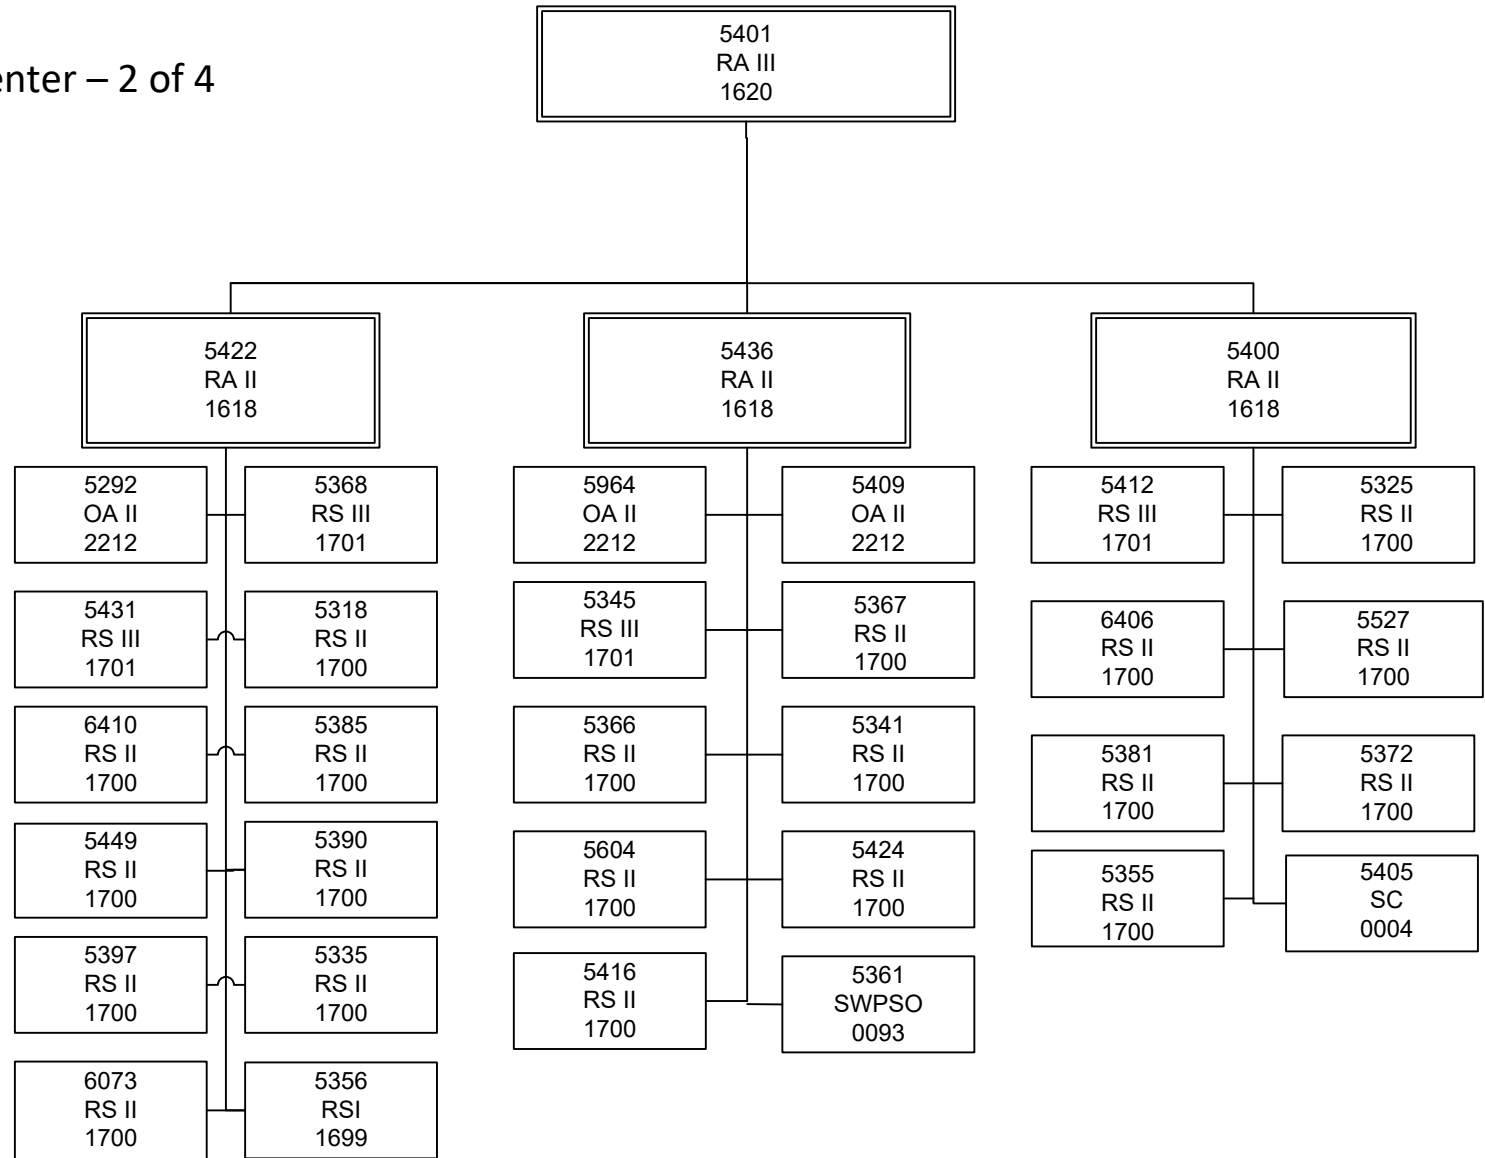 enter – 2 of 4
5401
RA III
1620
5422
RA II
1618
5436
RA II
1618
5400
RA II
1618
5292
OA II
2212
5368
RS III
1701
5431
RS III
1701
5318
RS II
1700
6410
RS II
1700
5385
RS II
1700
5449
RS II
1700
5390
RS II
1700
5397
RS II
1700
5335
RS II
1700
6073
RS II
1700
5356
RSI
1699
5964
OA II
2212
5409
OA II
2212
5345
RS III
1701
5367
RS II
1700
5366
RS II
1700
5341
RS II
1700
5604
RS II
1700
5424
RS II
1700
5416
RS II
1700
5361
SWPSO
0093
5412
RS III
1701
5325
RS II
1700
6406
RS II
1700
5527
RS II
1700
5381
RS II
1700
5372
RS II
1700
5355
RS II
1700
5405
SC
0004